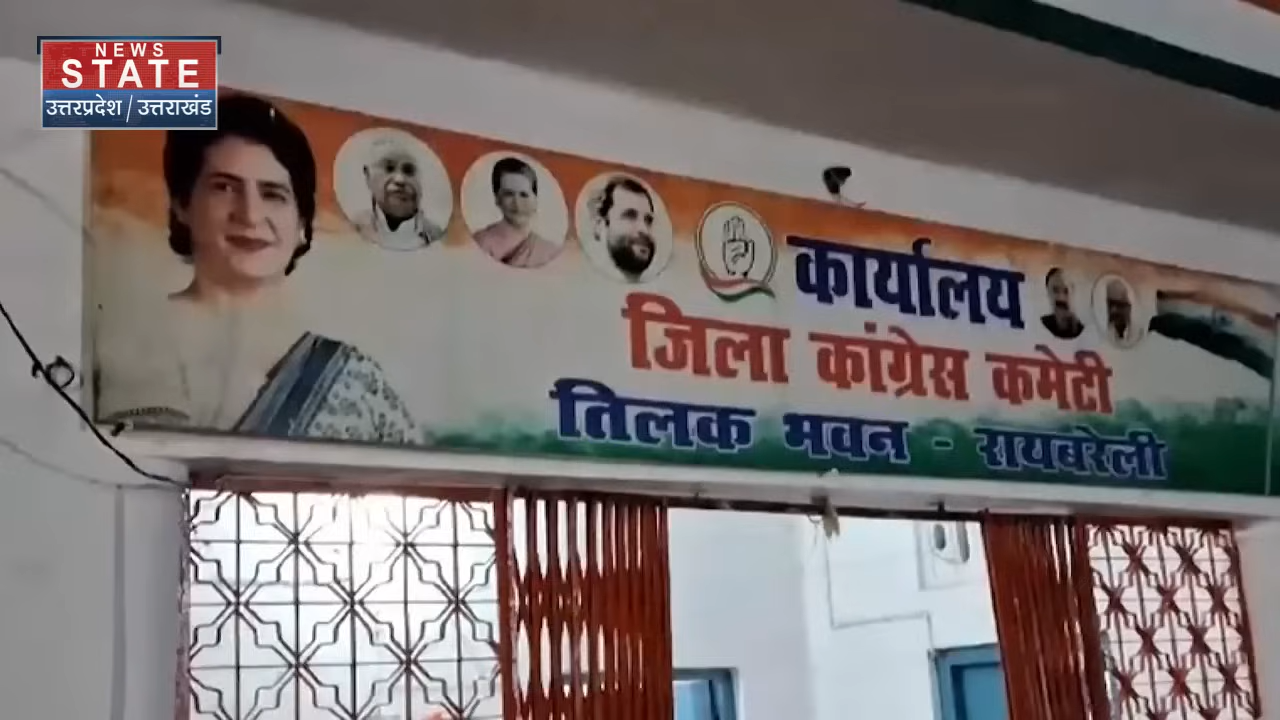 NEWS
STATE
उत्तरप्रदेश / उत्तराखंड
कार्यालय
जिला कांग्रेस कमेटी
तिलक भवन - रायबरेली